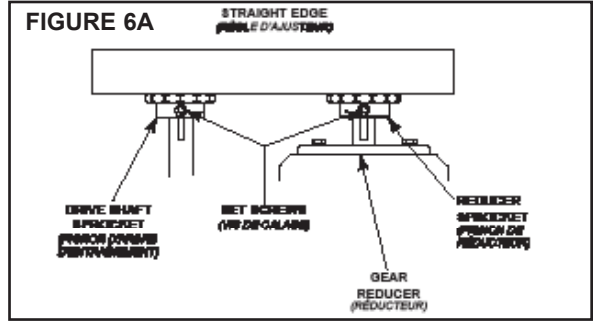 FIGURE 6A
STRAIGHT EDGE
(RÈGLE D'AJUSTEUR)
DRIVE SHAFT
SPROCKET
(PIGNON D'ARBRE
D'ENTRAÎNEMENT)
SET SCREWS
(VIS DE CALAGE)
REDUCER
SPROCKET
(PIGNON DE
RÉDUCTEUR)
GEAR
REDUCER
(RÉDUCTEUR)